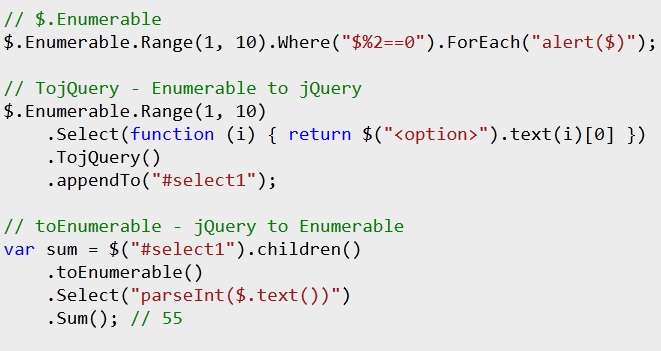 // $.Enumerable
$.Enumerable.Range(1, 10).Where("$%2==0").ForEach("alert($)");
// TojQuery - Enumerable to jQuery
$.Enumerable.Range(1, 10)
.Select(function (i) { return $("<option>").text(i)[0] })
.TojQuery()
.appendTo("#select1");
// toEnumerable - jQuery to Enumerable
var sum = $("#select1").children()
.toEnumerable()
.Select("parseInt($.text())")
.Sum(); // 55